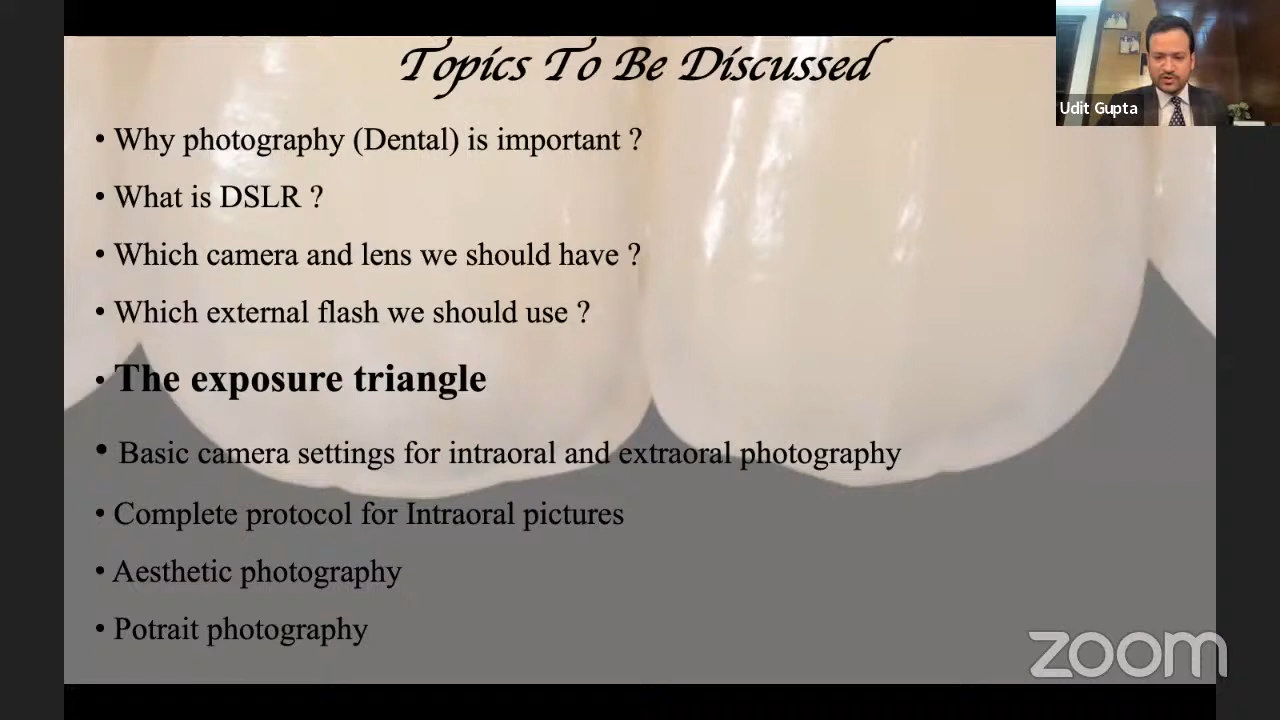 Topics To Be Discussed
Udit Gupta
• Why photography (Dental) is important ?
• What is DSLR ?
• Which camera and lens we should have ?
• Which external flash we should use ?
• The exposure triangle
• Basic camera settings for intraoral and extraoral photography
• Complete protocol for Intraoral pictures
• Aesthetic photography
• Potrait photography
zoom